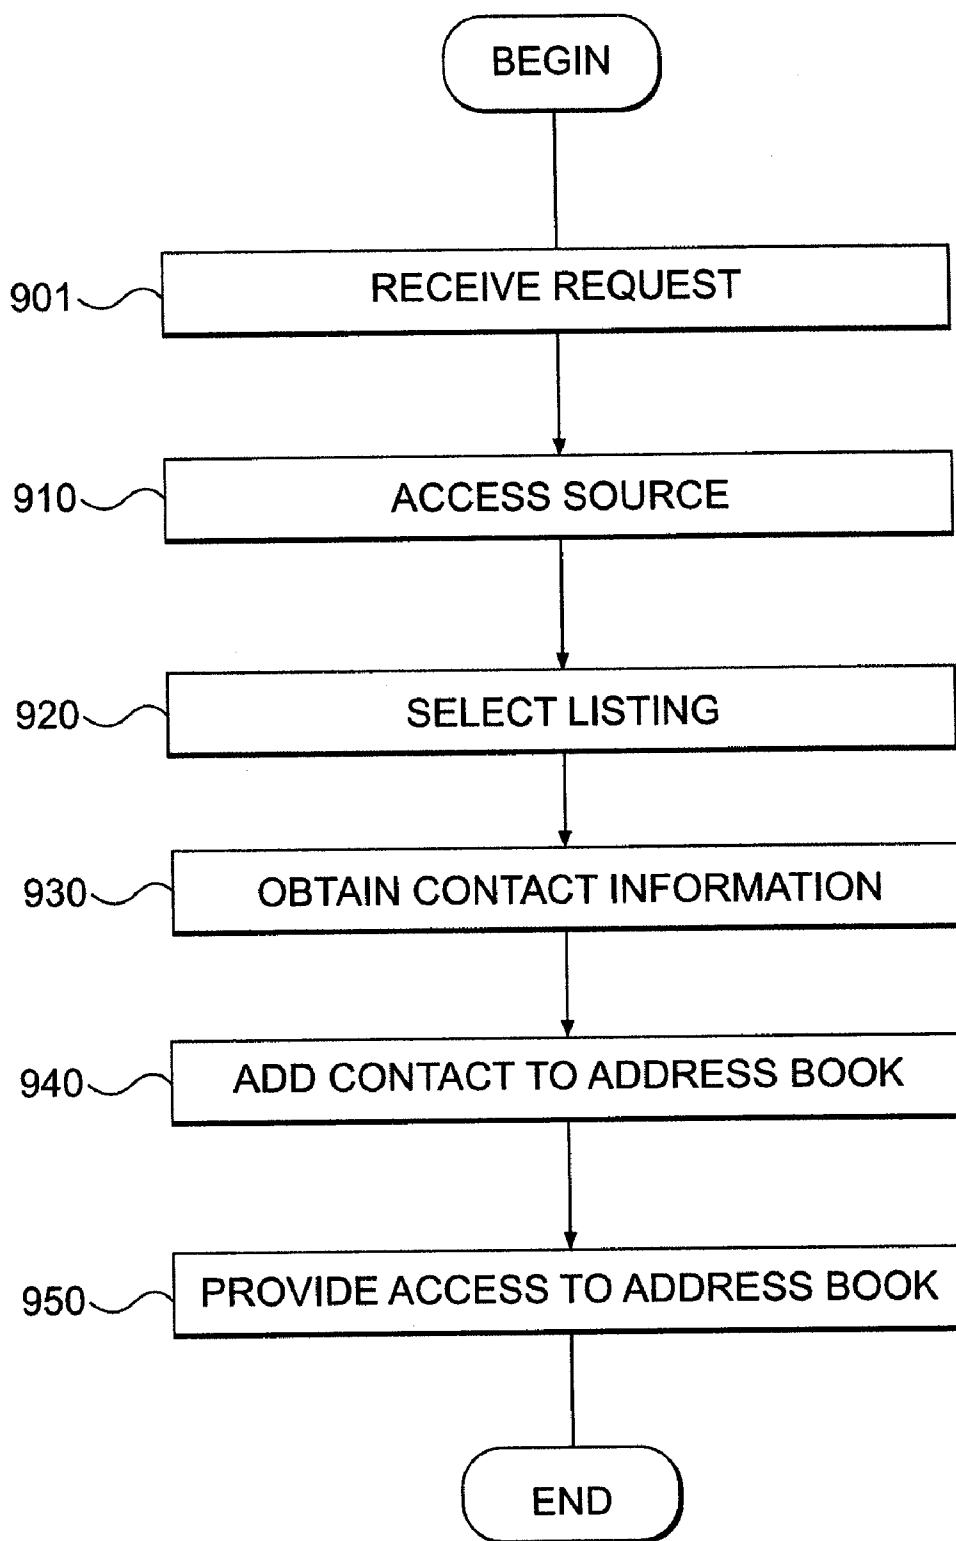 BEGIN
901 RECEIVE REQUEST
910 ACCESS SOURCE
920 SELECT LISTING
930 OBTAIN CONTACT INFORMATION
940 ADD CONTACT TO ADDRESS BOOK
950 PROVIDE ACCESS TO ADDRESS BOOK
END